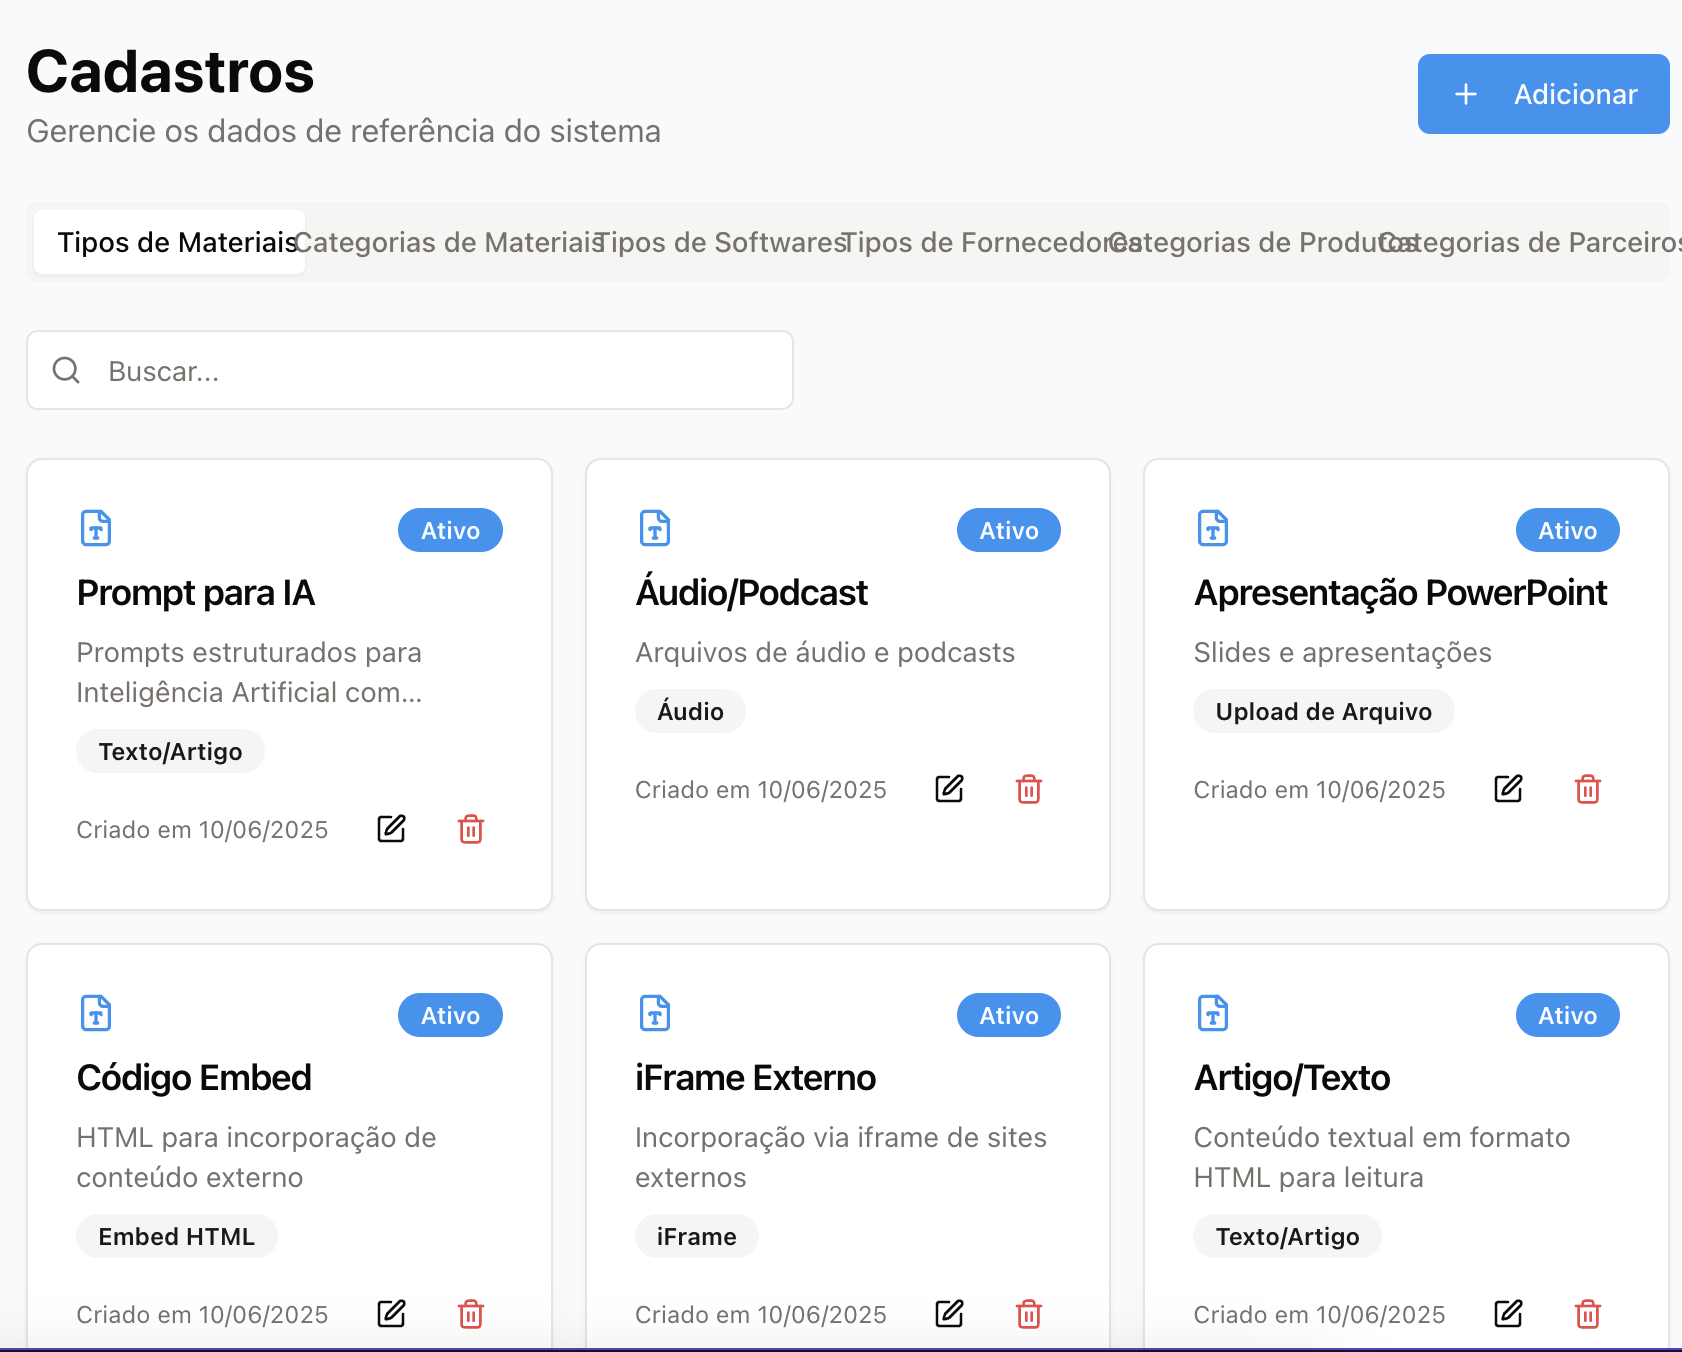 Cadastros
Gerencie os dados de referência do sistema
Adicionar
Tipos de Materiais
Categorias de Materiais
Tipos de Softwares
Tipos de Fornecedores
Categorias de Produtos
Categorias de Parceiros
Buscar...
Ativo
Prompt para IA
Prompts estruturados para
Inteligência Artificial com...
Texto/Artigo
Criado em 10/06/2025
Ativo
Áudio/Podcast
Arquivos de áudio e podcasts
Áudio
Criado em 10/06/2025
Ativo
Apresentação PowerPoint
Slides e apresentações
Upload de Arquivo
Criado em 10/06/2025
Ativo
Código Embed
HTML para incorporação de
conteúdo externo
Embed HTML
Criado em 10/06/2025
Ativo
iFrame Externo
Incorporação via iframe de sites
externos
iFrame
Criado em 10/06/2025
Ativo
Artigo/Texto
Conteúdo textual em formato
HTML para leitura
Texto/Artigo
Criado em 10/06/2025